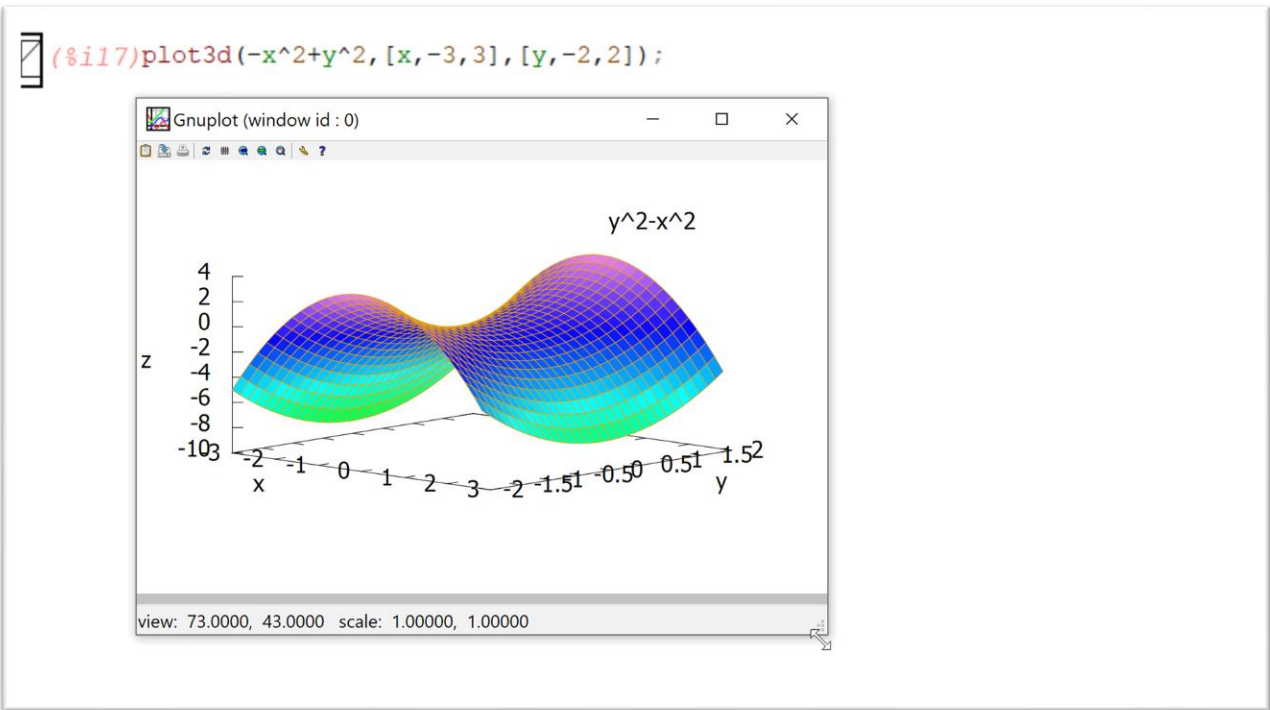 (%i17)plot3d(-x^2+y^2,[x,-3,3],[y,-2,2]);
Gnuplot (window id : 0)
?
y^2-x^2
4
2
0
-2
z
-4
-6
-8
-10
-3 -2 -1 0 1 2 3
x
-2 -1.5 -1 -0.5 0 0.5 1 1.5 2
y
view: 73.0000, 43.0000 scale: 1.00000, 1.00000